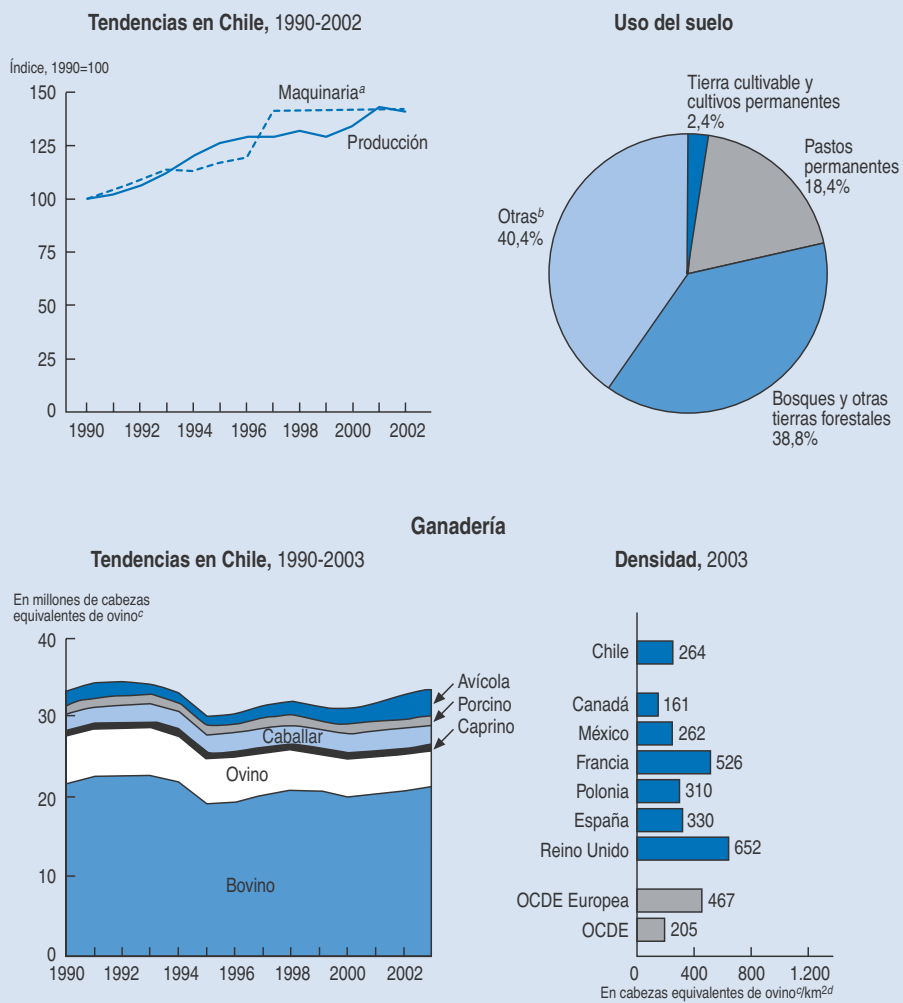 Tendencias en Chile, 1990-2002
Índice, 1990=100
150
125
100
75
50
25
0
Maquinariaᵃ
Producción
1990 1992 1994 1996 1998 2000 2002
Uso del suelo
Tierra cultivable y
cultivos permanentes
2,4%
Pastos
permanentes
18,4%
Otrasᵇ
40,4%
Bosques y otras
tierras forestales
38,8%
Ganadería
Tendencias en Chile, 1990-2003
En millones de cabezas
equivalentes de ovinoᶜ
40
30
20
10
0
Avícola
Porcino
Caprino
Caballar
Ovino
Bovino
1990 1992 1994 1996 1998 2000 2002
Densidad, 2003
Chile 264
Canadá 161
México 262
Francia 526
Polonia 310
España 330
Reino Unido 652
OCDE Europea 467
OCDE 205
0 400 800 1.200
En cabezas equivalentes de ovinoᶜ/km²ᵈ